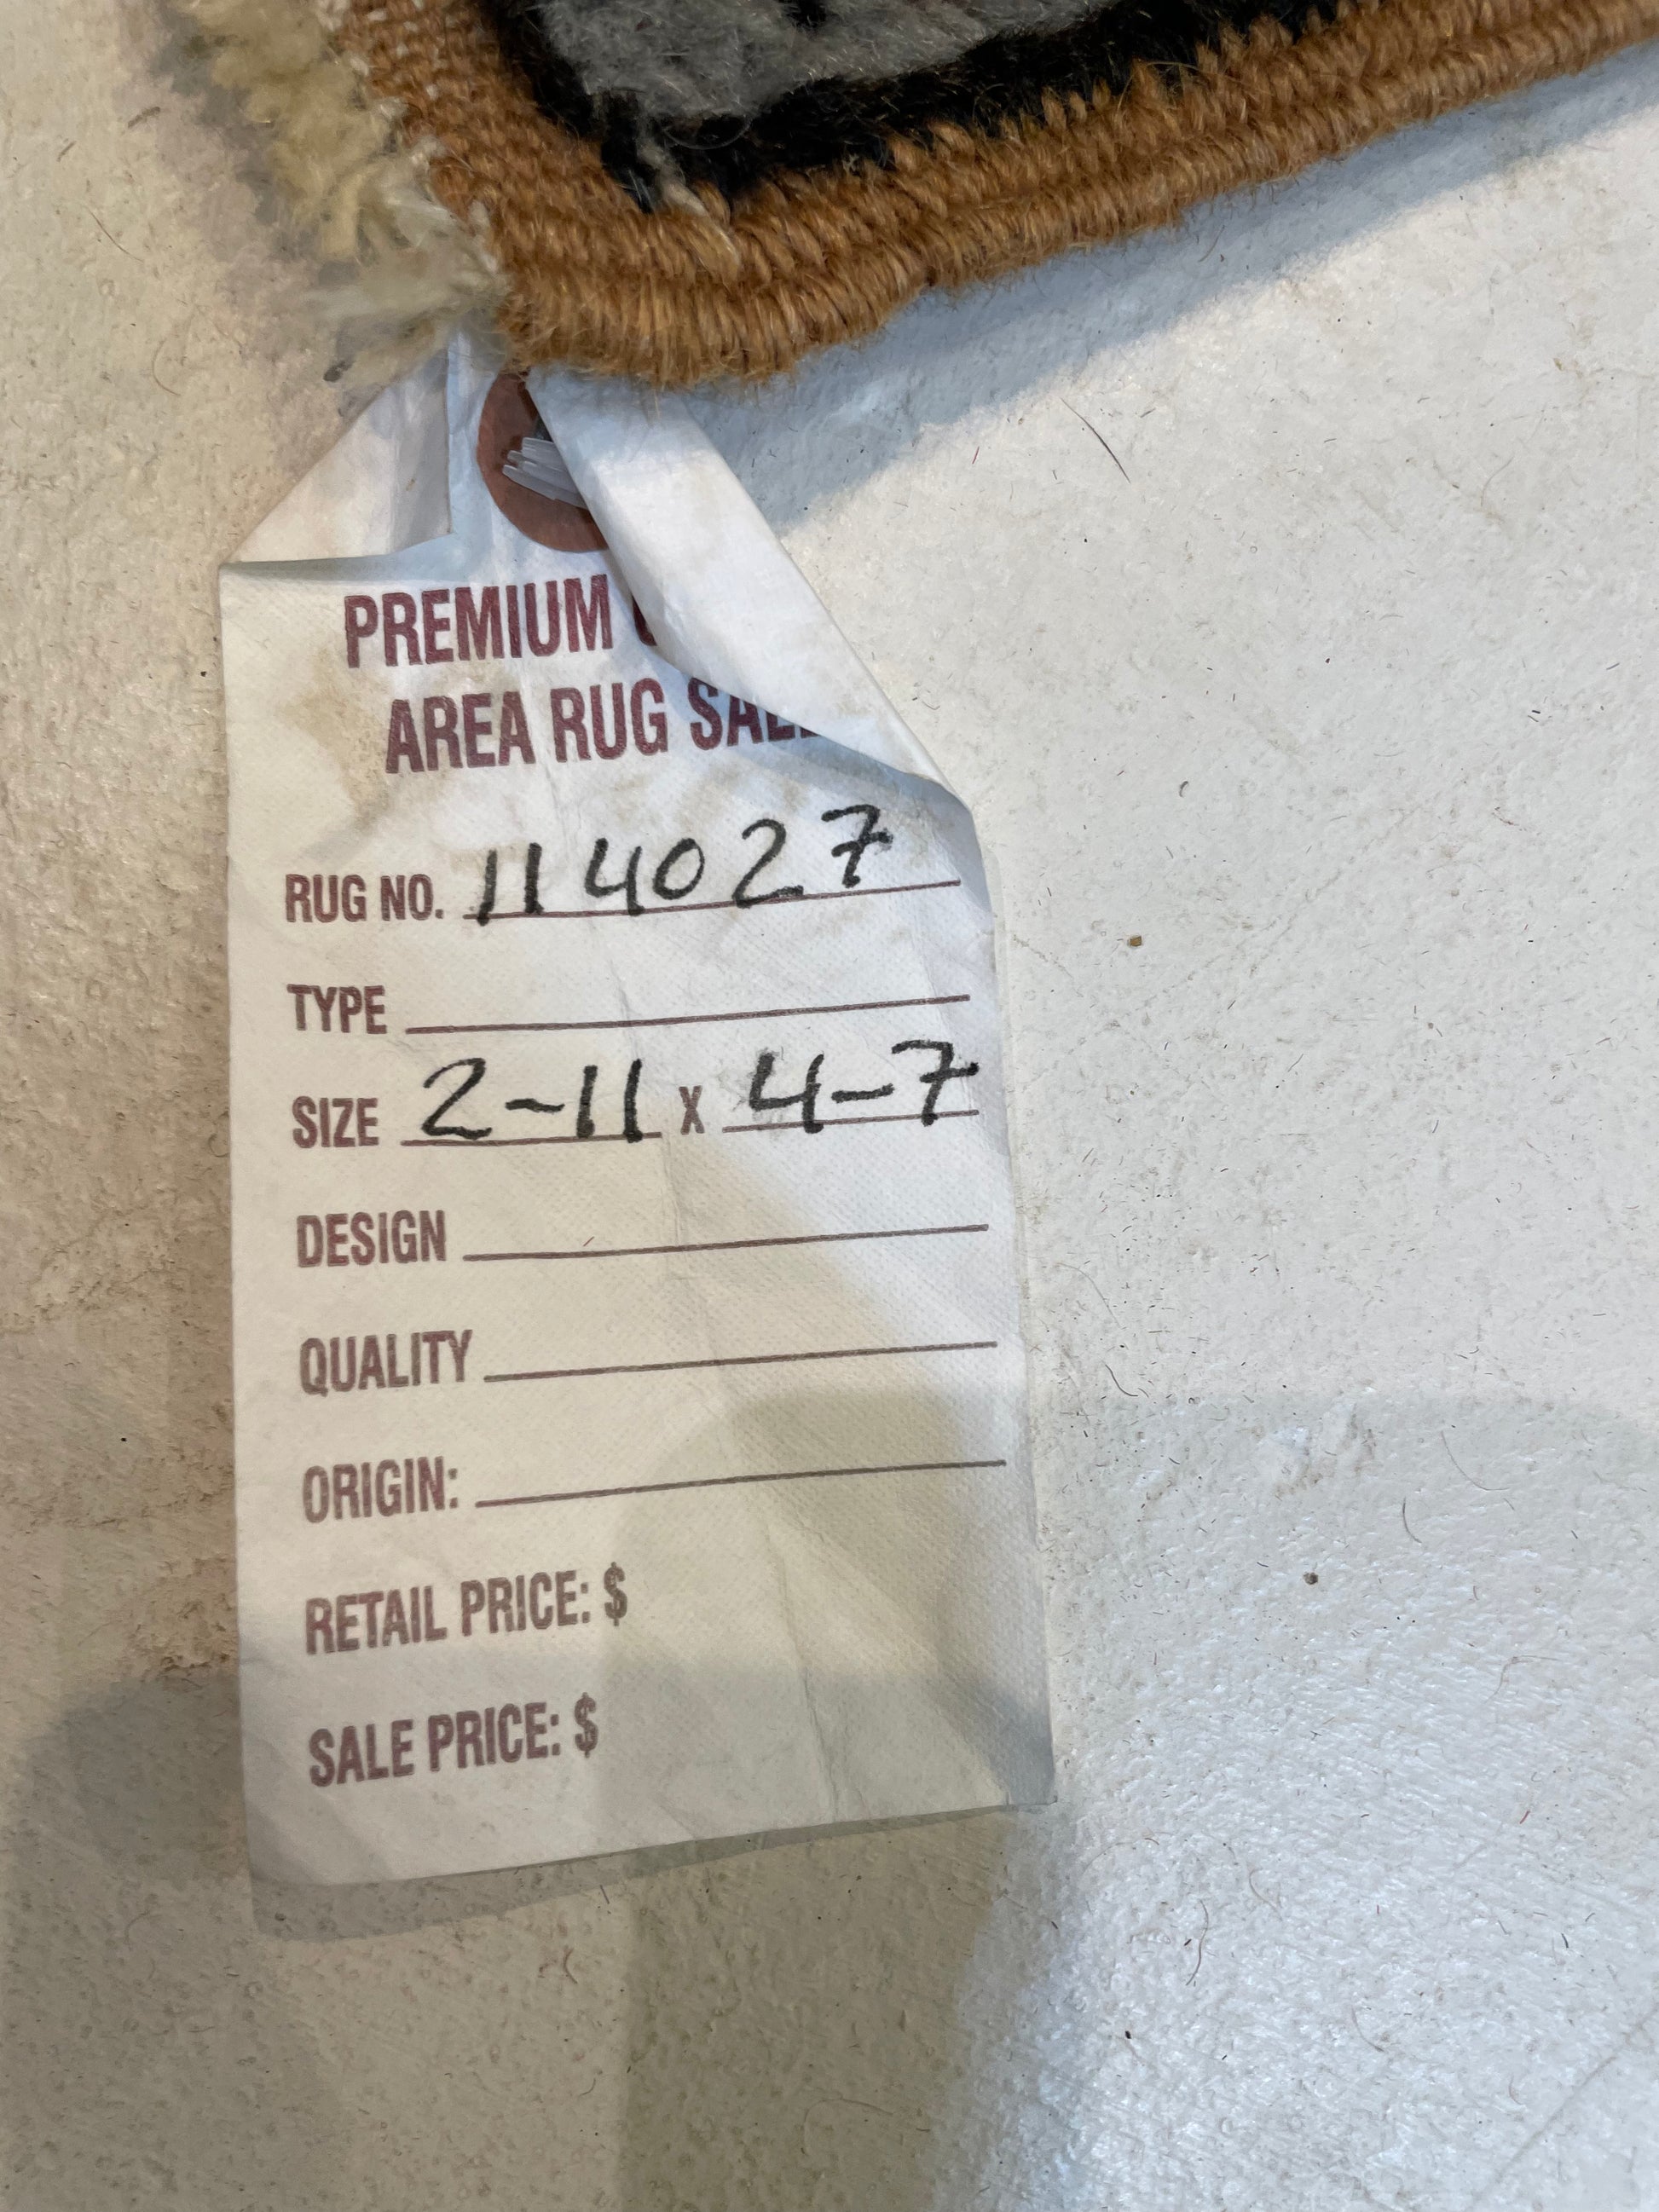 PREMIUM
AREA RUG SALE
RUG NO. 114027
TYPE
SIZE 2-11 X 4-7
DESIGN
QUALITY
ORIGIN:
RETAIL PRICE: $
SALE PRICE: $